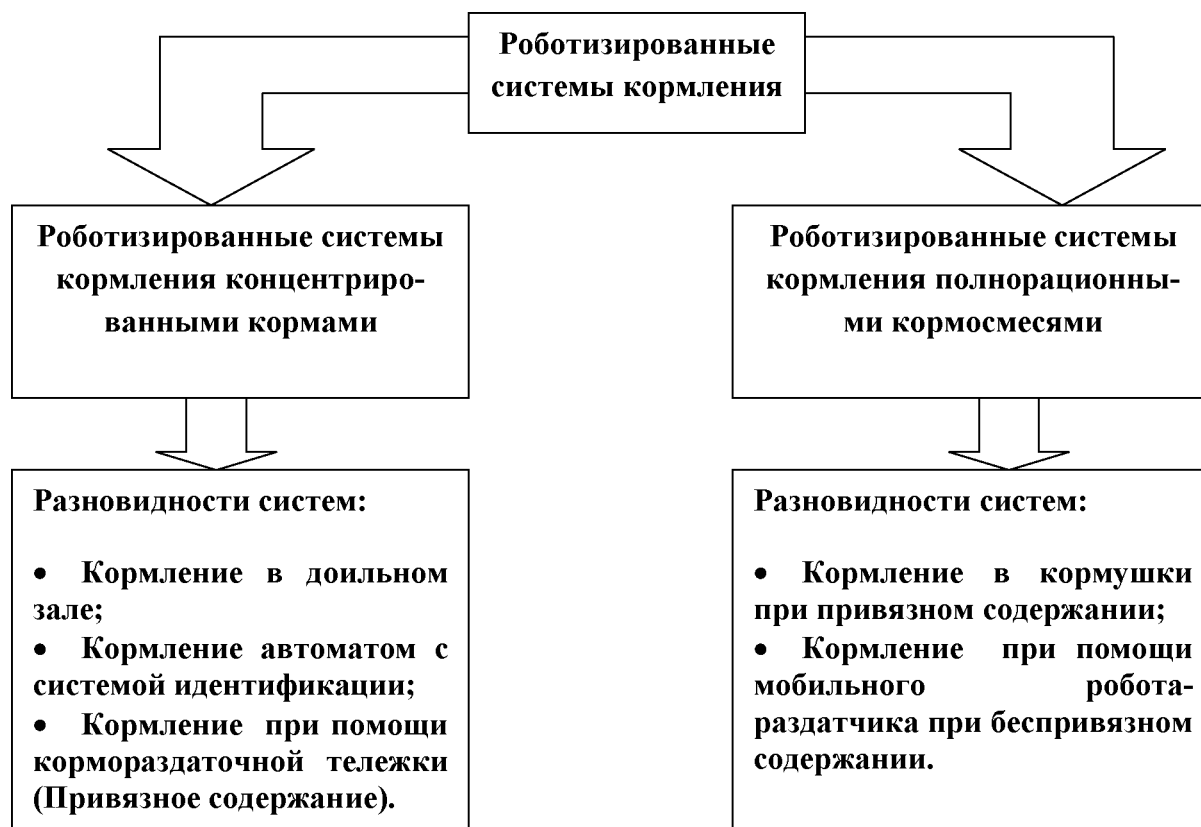 Роботизированные
системы кормления
Роботизированные системы
кормления концентриро-
ванными кормами
Роботизированные системы
кормления полнорационны-
ми кормосмесями
Разновидности систем:
• Кормление в доильном
зале;
• Кормление автоматом с
системой идентификации;
• Кормление при помощи
кормораздаточной тележки
(Привязное содержание).
Разновидности систем:
• Кормление в кормушки
при привязном содержании;
• Кормление при помощи
мобильного робота-
раздатчика при беспривязном
содержании.